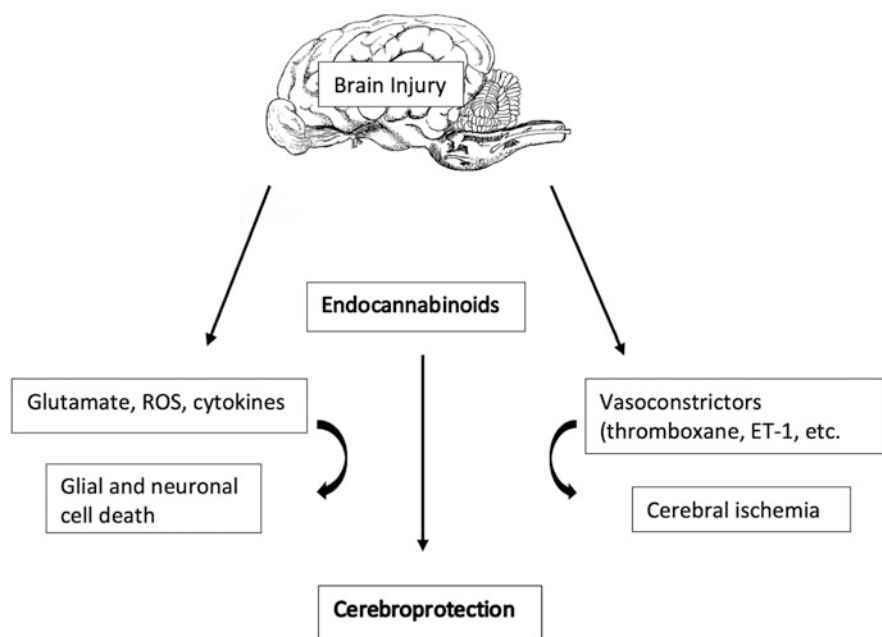 Brain Injury
Endocannabinoids
Glutamate, ROS, cytokines
Vasoconstrictors
(thromboxane, ET-1, etc.
Glial and neuronal
cell death
Cerebral ischemia
Cerebroprotection